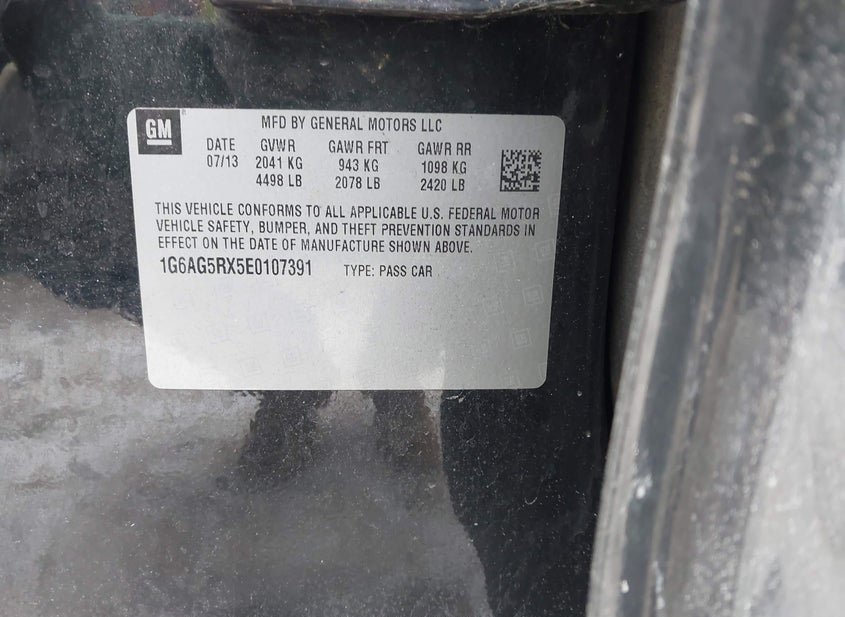 GM
MFD BY GENERAL MOTORS LLC
DATE GVWR GAWR FRT GAWR RR
07/13 2041 KG 943 KG 1098 KG
4498 LB 2078 LB 2420 LB
THIS VEHICLE CONFORMS TO ALL APPLICABLE U.S. FEDERAL MOTOR
VEHICLE SAFETY, BUMPER, AND THEFT PREVENTION STANDARDS IN
EFFECT ON THE DATE OF MANUFACTURE SHOWN ABOVE.
1G6AG5RX5E0107391 TYPE: PASS CAR